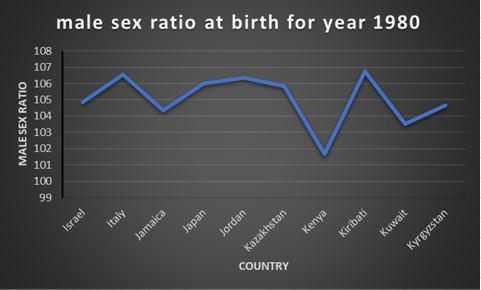 male sex ratio at birth for year 1980
108
107
106
105
104
103
102
101
100
99
MALE SEX RATIO
Israel
Italy
Jamaica
Japan
Jordan
Kazakhstan
Kenya
Kiribati
Kuwait
Kyrgyzstan
COUNTRY